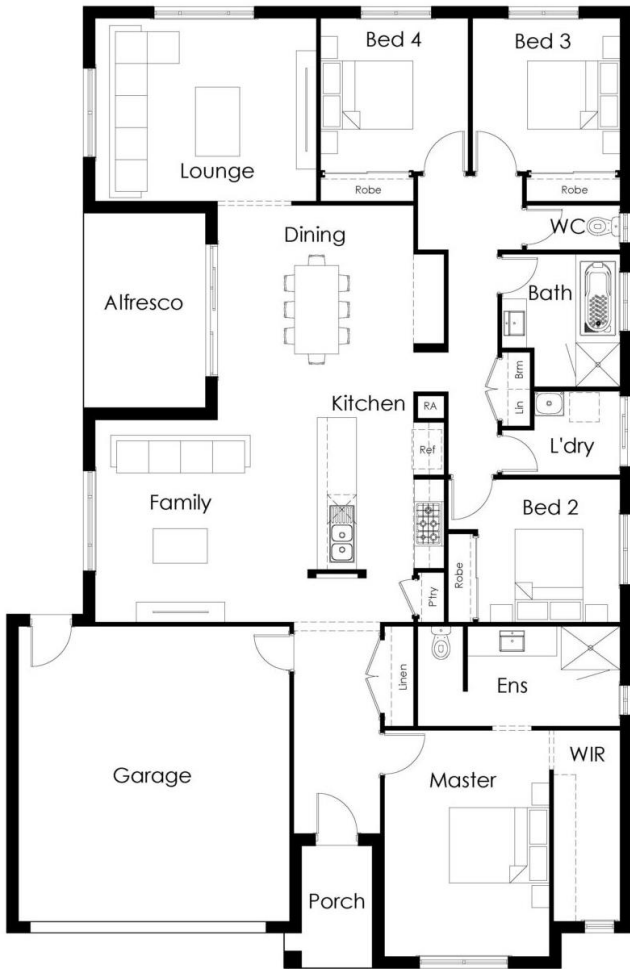 Bed 4
Bed 3
Lounge
Robe
Robe
WC
Dining
Alfresco
Bath
Brm
Lin
Kitchen
RA
Ref
L'dry
Family
Bed 2
Robe
P'try
Linen
Ens
Garage
Master
WIR
Porch